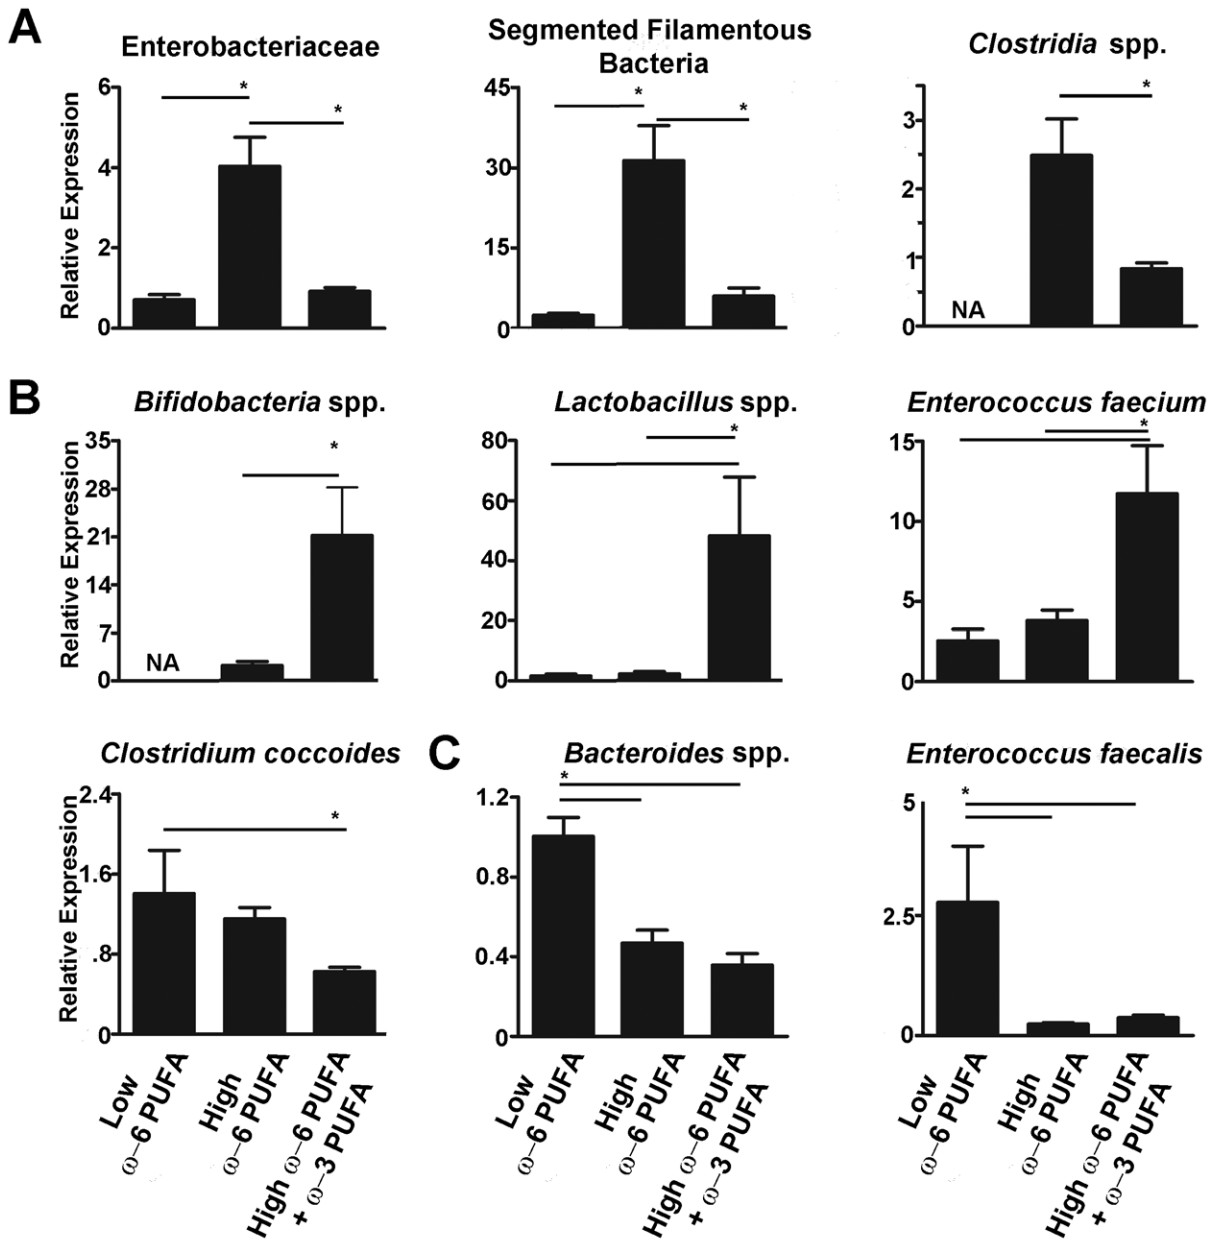 A
Enterobacteriaceae
Segmented Filamentous
Bacteria
Clostridia spp.
Relative Expression
6
4
2
0
*
*
45
30
15
0
*
*
3
2
1
0
*
NA
B
Bifidobacteria spp.
Lactobacillus spp.
Enterococcus faecium
Relative Expression
35
28
21
14
7
0
*
NA
80
60
40
20
0
*
15
10
5
0
*
Clostridium coccoides
C
Bacteroides spp.
Enterococcus faecalis
Relative Expression
2.4
1.6
.8
0
*
1.2
0.8
0.4
0
*
5
2.5
0
*
Low
ω–6 PUFA
High
ω–6 PUFA
High ω–6 PUFA
+ ω–3 PUFA
Low
ω–6 PUFA
High
ω–6 PUFA
High ω–6 PUFA
+ ω–3 PUFA
Low
ω–6 PUFA
High
ω–6 PUFA
High ω–6 PUFA
+ ω–3 PUFA